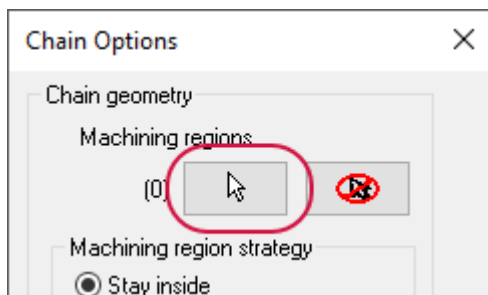 Chain Options
Chain geometry
Machining regions
(0)
Machining region strategy
Stay inside